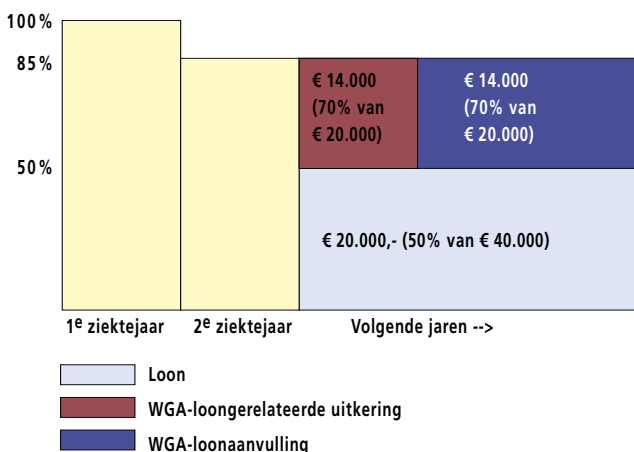 100%
85%
50%
€ 14.000
(70% van
€ 20.000)
€ 14.000
(70% van
€ 20.000)
€ 20.000,- (50% van € 40.000)
1e ziektejaar
2e ziektejaar
Volgende jaren -->
Loon
WGA-loongerelateerde uitkering
WGA-loonaanvulling